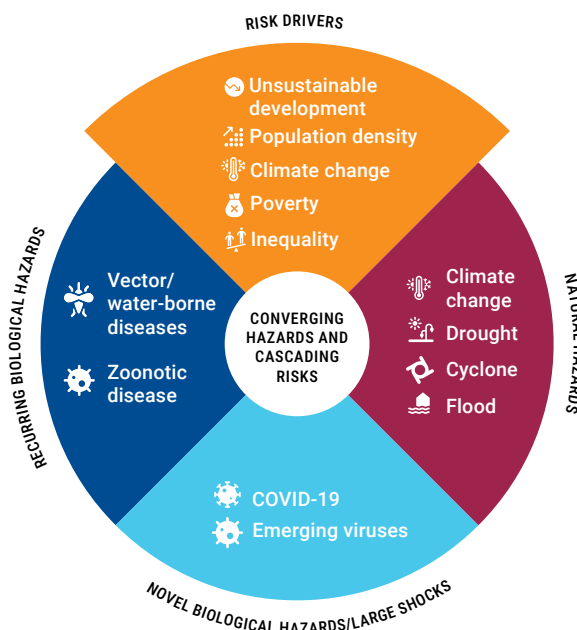 RISK DRIVERS
Unsustainable
development
Population density
Climate change
Poverty
Inequality
RECURRING BIOLOGICAL HAZARDS
Vector/
water-borne
diseases
Zoonotic
disease
CONVERGING
HAZARDS AND
CASCADING
RISKS
Climate
change
Drought
Cyclone
Flood
NATURAL HAZARDS
COVID-19
Emerging viruses
NOVEL BIOLOGICAL HAZARDS/LARGE SHOCKS